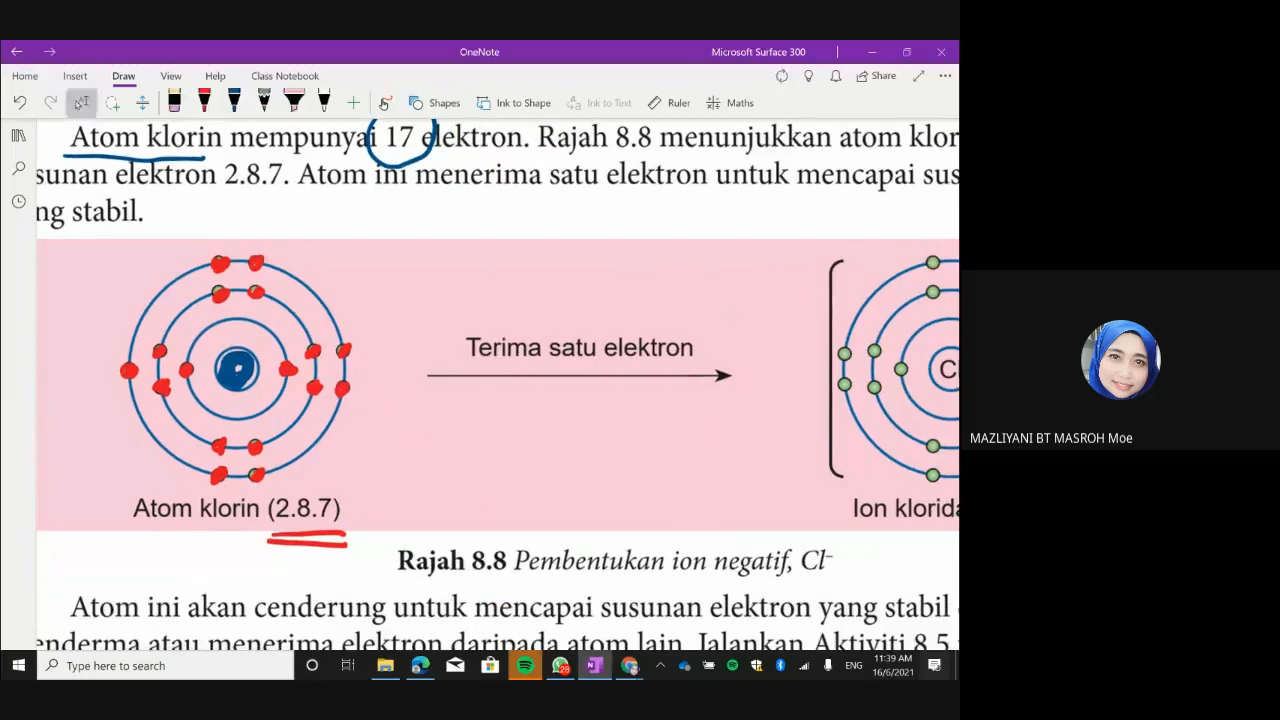 OneNote
Microsoft Surface 300
Home Insert Draw View Help Class Notebook
Share
Shapes Ink to Shape Ink to Text Ruler Maths
Atom klorin mempunyai 17 elektron. Rajah 8.8 menunjukkan atom klor
sunan elektron 2.8.7. Atom ini menerima satu elektron untuk mencapai sus
ng stabil.
Terima satu elektron
C
Atom klorin (2.8.7)
Ion klorida
Rajah 8.8 Pembentukan ion negatif, Cl⁻
Atom ini akan cenderung untuk mencapai susunan elektron yang stabil
enderma atau menerima elektron daripada atom lain. Jalankan Aktiviti 8.5
MAZLIYANI BT MASROH Moe
Type here to search
28
ENG
11:39 AM
16/6/2021